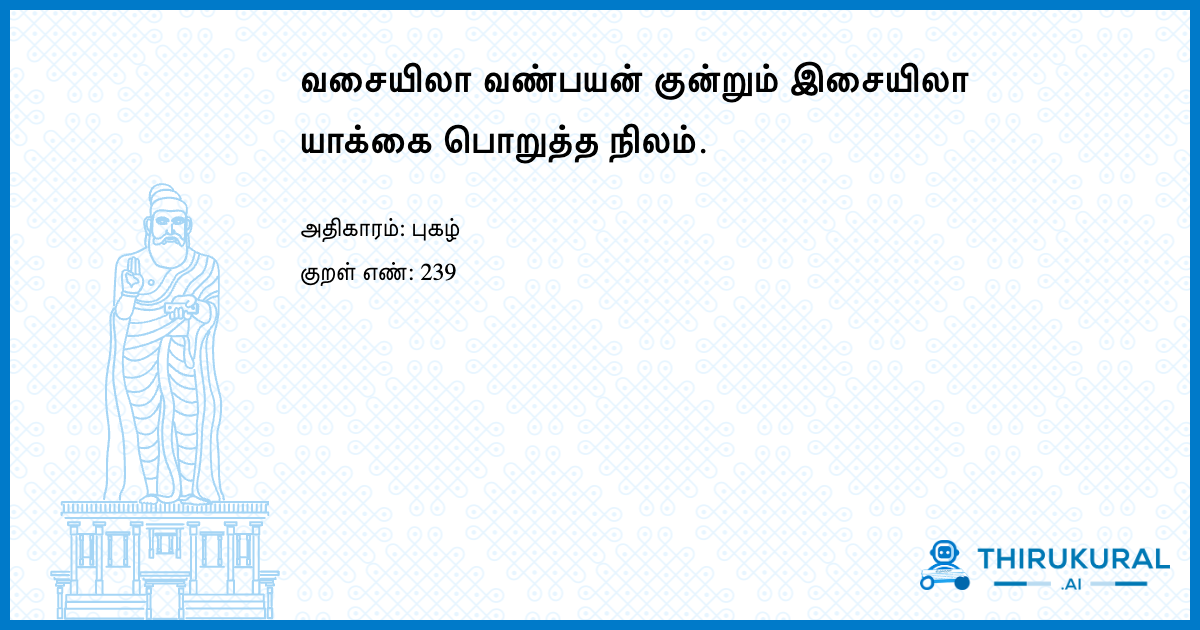 வசையிலா வண்பயன் குன்றும் இசையிலா
யாக்கை பொறுத்த நிலம்.
அதிகாரம்: புகழ்
குறள் எண்: 239
THIRUKURAL
.AI